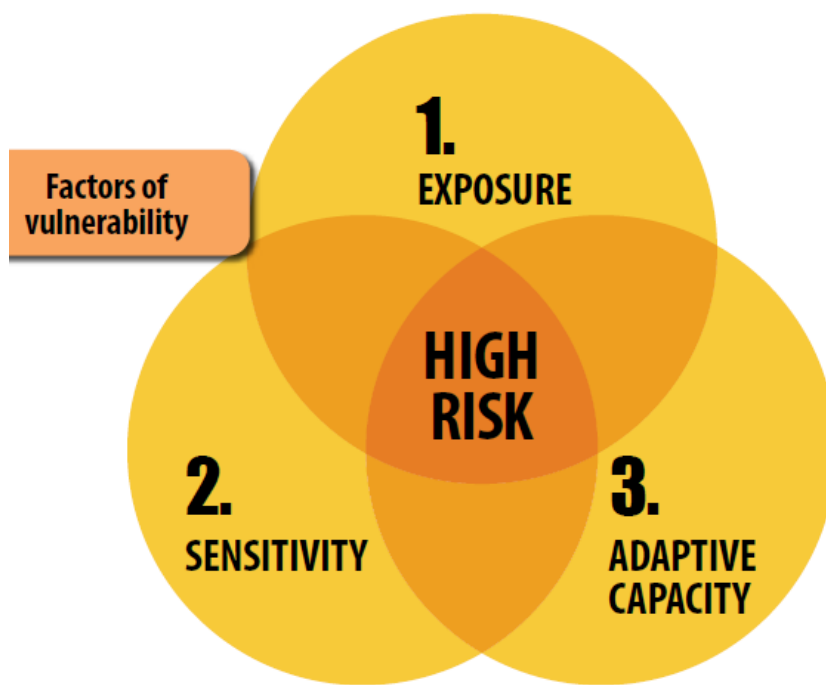 Factors of
vulnerability
1.
EXPOSURE
HIGH
RISK
2.
SENSITIVITY
3.
ADAPTIVE
CAPACITY